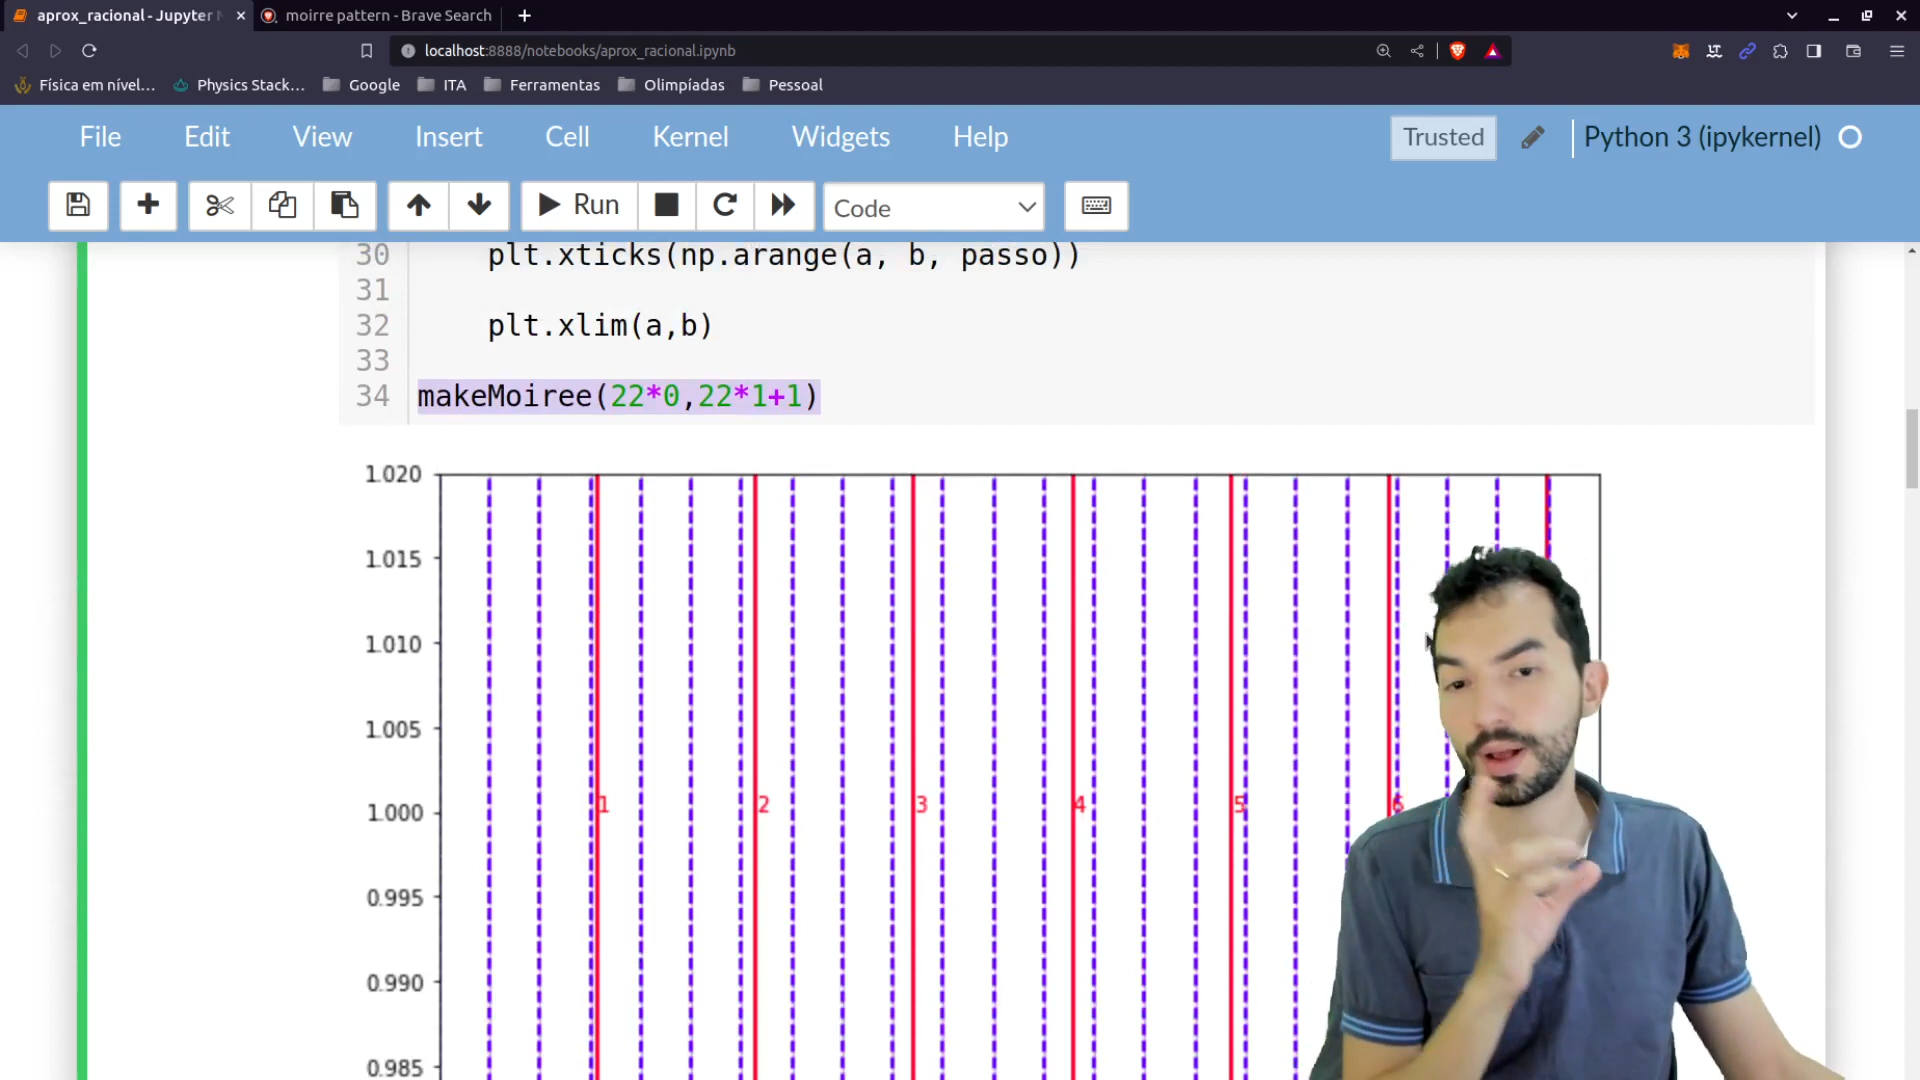 aprox_racional - Jupyter N
moirre pattern - Brave Search
localhost:8888/notebooks/aprox_racional.ipynb
Física em nível...
Physics Stack...
Google
ITA
Ferramentas
Olimpíadas
Pessoal
File
Edit
View
Insert
Cell
Kernel
Widgets
Help
Trusted
Python 3 (ipykernel)
Run
Code
30 plt.xticks(np.arange(a, b, passo))
31
32 plt.xlim(a,b)
33
34 makeMoiree(22*0,22*1+1)
1.020
1.015
1.010
1.005
1.000
1 2 3 4 5 6
0.995
0.990
0.985